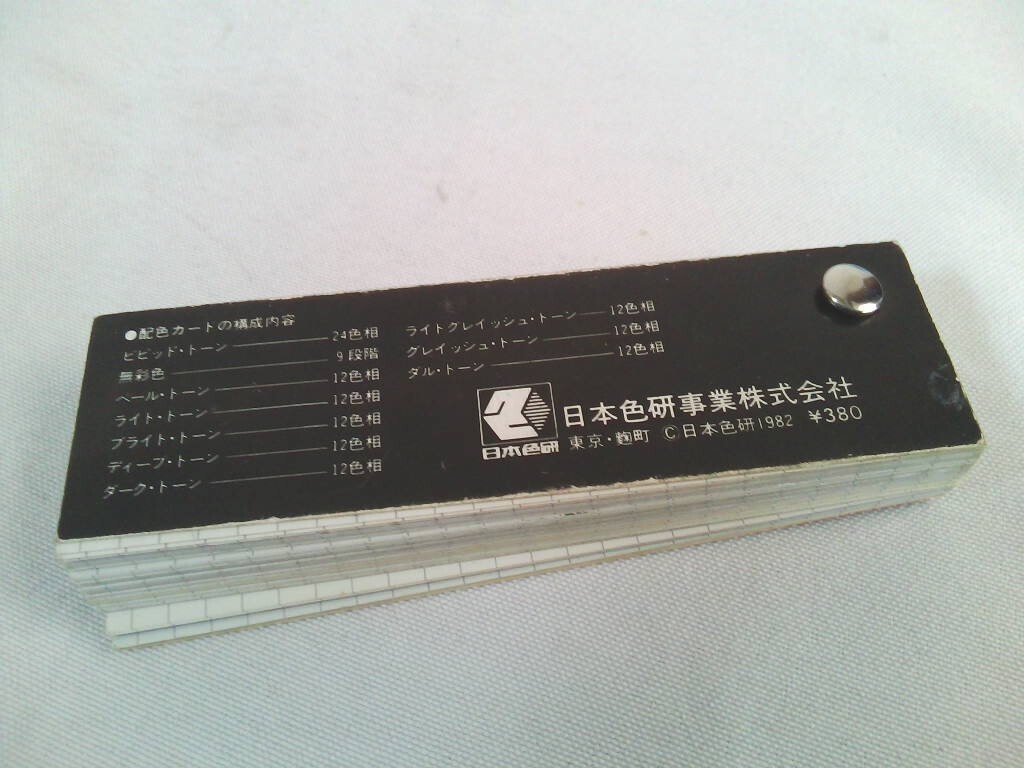 ●配色カートの構成内容
ビビッド・トーン 24色相
無彩色 9段階
ペール・トーン 12色相
ライト・トーン 12色相
ブライト・トーン 12色相
ディープ・トーン 12色相
ダーク・トーン 12色相
ライトグレイッシュ・トーン 12色相
グレイッシュ・トーン 12色相
ダル・トーン 12色相
日本色研
日本色研事業株式会社
東京・麹町 ©日本色研1982 ¥380